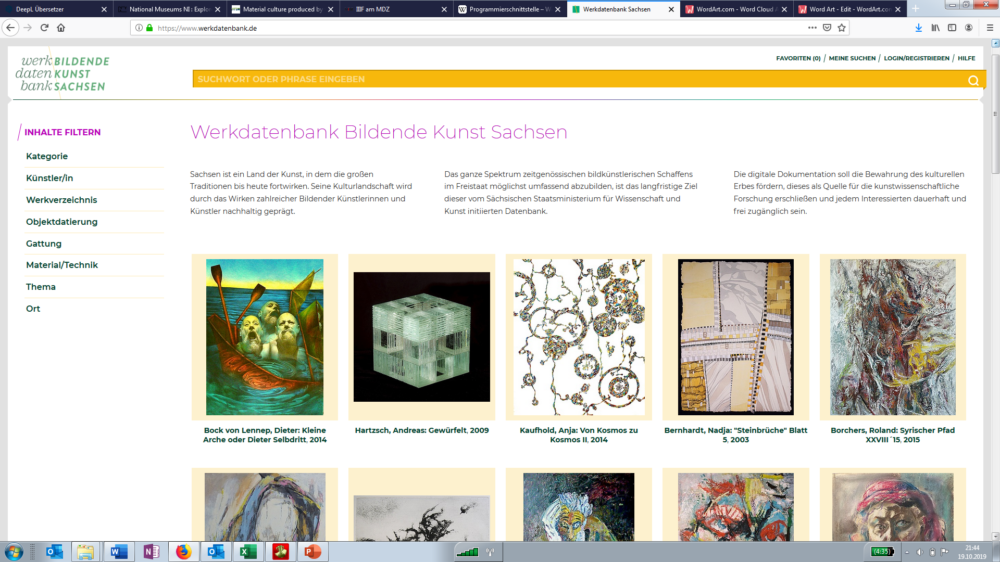 DeepL Übersetzer
National Museums NI : Explor
Material culture produced by
IIIF am MDZ
Programmierschnittstelle – W
Werkdatenbank Sachsen
WordArt.com - Word Cloud A
Word Art - Edit - WordArt.com
https://www.werkdatenbank.de
werk BILDENDE
daten KUNST
bank SACHSEN
FAVORITEN (0) / MEINE SUCHEN / LOGIN/REGISTRIEREN / HILFE
SUCHWORT ODER PHRASE EINGEBEN
INHALTE FILTERN
Kategorie
Künstler/in
Werkverzeichnis
Objektdatierung
Gattung
Material/Technik
Thema
Ort
Werkdatenbank Bildende Kunst Sachsen
Sachsen ist ein Land der Kunst, in dem die großen
Traditionen bis heute fortwirken. Seine Kulturlandschaft wird
durch das Wirken zahlreicher Bildender Künstlerinnen und
Künstler nachhaltig geprägt.
Das ganze Spektrum zeitgenössischen bildkünstlerischen Schaffens
im Freistaat möglichst umfassend abzubilden, ist das langfristige Ziel
dieser vom Sächsischen Staatsministerium für Wissenschaft und
Kunst initiierten Datenbank.
Die digitale Dokumentation soll die Bewahrung des kulturellen
Erbes fördern, dieses als Quelle für die kunstwissenschaftliche
Forschung erschließen und jedem Interessierten dauerhaft und
frei zugänglich sein.
Bock von Lennep, Dieter: Kleine
Arche oder Dieter Selbdritt, 2014
Hartzsch, Andreas: Gewürfelt, 2009
Kaufhold, Anja: Von Kosmos zu
Kosmos II, 2014
Bernhardt, Nadja: "Steinbrüche" Blatt
5, 2003
Borchers, Roland: Syrischer Pfad
XXVIII´15, 2015
(4:35)
21:44
19.10.2019